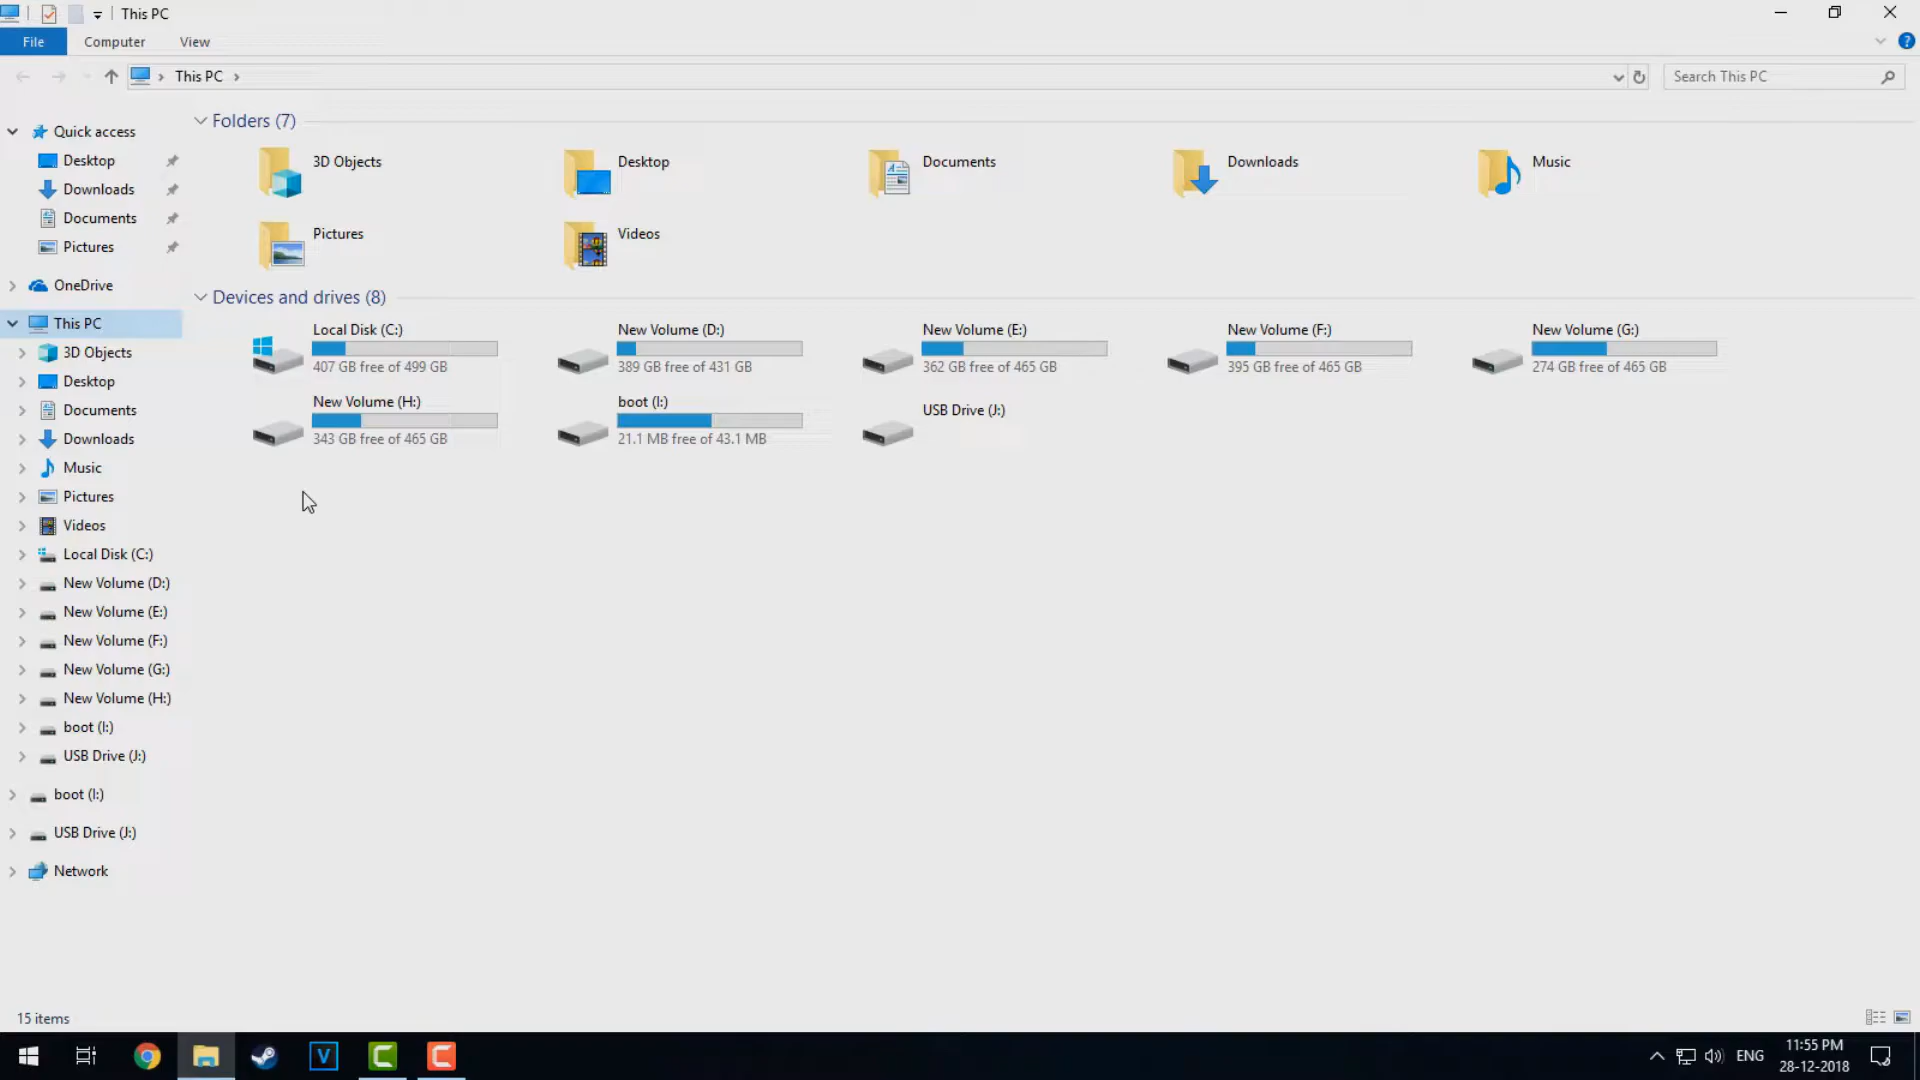 This PC
File
Computer
View
?
This PC
Search This PC
Quick access
Desktop
Downloads
Documents
Pictures
OneDrive
This PC
3D Objects
Desktop
Documents
Downloads
Music
Pictures
Videos
Local Disk (C:)
New Volume (D:)
New Volume (E:)
New Volume (F:)
New Volume (G:)
New Volume (H:)
boot (I:)
USB Drive (J:)
boot (I:)
USB Drive (J:)
Network
Folders (7)
3D Objects
Desktop
Documents
Downloads
Music
Pictures
Videos
Devices and drives (8)
Local Disk (C:)
407 GB free of 499 GB
New Volume (D:)
389 GB free of 431 GB
New Volume (E:)
362 GB free of 465 GB
New Volume (F:)
395 GB free of 465 GB
New Volume (G:)
274 GB free of 465 GB
New Volume (H:)
343 GB free of 465 GB
boot (I:)
21.1 MB free of 43.1 MB
USB Drive (J:)
15 items
V
ENG
11:55 PM
28-12-2018